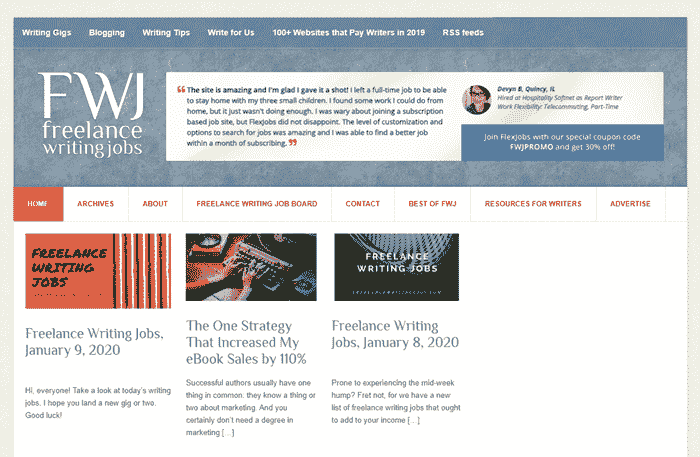 Writing Gigs Blogging Writing Tips Write for Us 100+ Websites that Pay Writers in 2019 RSS feeds
FWJ
freelance
writing jobs
The site is amazing and I'm glad I gave it a shot! I left a full-time job to be able
to stay home with my three small children. I found some work I could do from
home, but it just wasn't doing enough. I was wary about joining a subscription
based job site, but FlexJobs did not disappoint. The level of customization and
options to search for jobs was amazing and I was able to find a better job
within a month of subscribing.
Devyn B, Quincy, IL
Hired at Hospitality Softnet as Report Writer
Work Flexibility: Telecommuting, Part-Time
Join FlexJobs with our special coupon code
FWJPROMO and get 30% off!
HOME ARCHIVES ABOUT FREELANCE WRITING JOB BOARD CONTACT BEST OF FWJ RESOURCES FOR WRITERS ADVERTISE
FREELANCE
WRITING
JOBS
FREELANCE
WRITING JOBS
Freelance Writing Jobs,
January 9, 2020
Hi, everyone! Take a look at today's writing
jobs. I hope you land a new gig or two.
Good luck!
The One Strategy
That Increased My
eBook Sales by 110%
Successful authors usually have one
thing in common: they know a thing or
two about marketing. And you
certainly don't need a degree in
marketing [...]
Freelance Writing
Jobs, January 8, 2020
Prone to experiencing the mid-week
hump? Fret not, for we have a new
list of freelance writing jobs that ought
to add to your income [...]